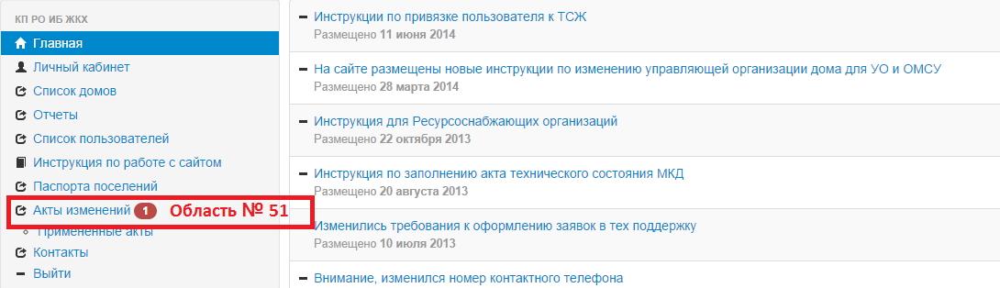 КП РО ИБ ЖКХ
Главная
Личный кабинет
Список домов
Отчеты
Список пользователей
Инструкция по работе с сайтом
Паспорта поселений
Акты изменений 1 Область № 51
Примененные акты
Контакты
Выйти
Инструкции по привязке пользователя к ТСЖ
Размещено 11 июня 2014
На сайте размещены новые инструкции по изменению управляющей организации дома для УО и ОМСУ
Размещено 28 марта 2014
Инструкция для Ресурсоснабжающих организаций
Размещено 22 октября 2013
Инструкция по заполнению акта технического состояния МКД
Размещено 20 августа 2013
Изменились требования к оформлению заявок в тех поддержку
Размещено 10 июля 2013
Внимание, изменился номер контактного телефона